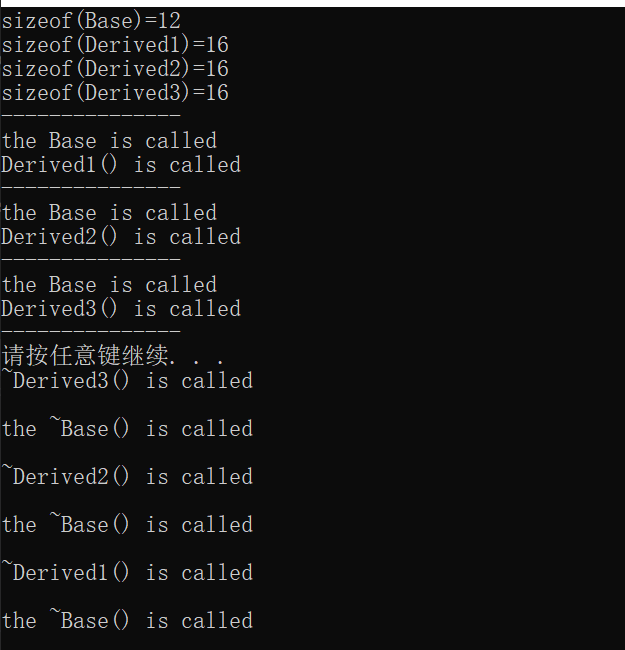 sizeof(Base)=12
sizeof(Derived1)=16
sizeof(Derived2)=16
sizeof(Derived3)=16
---------------
the Base is called
Derived1() is called
---------------
the Base is called
Derived2() is called
---------------
the Base is called
Derived3() is called
---------------
请按任意键继续. . .
~Derived3() is called
the ~Base() is called
~Derived2() is called
the ~Base() is called
~Derived1() is called
the ~Base() is called